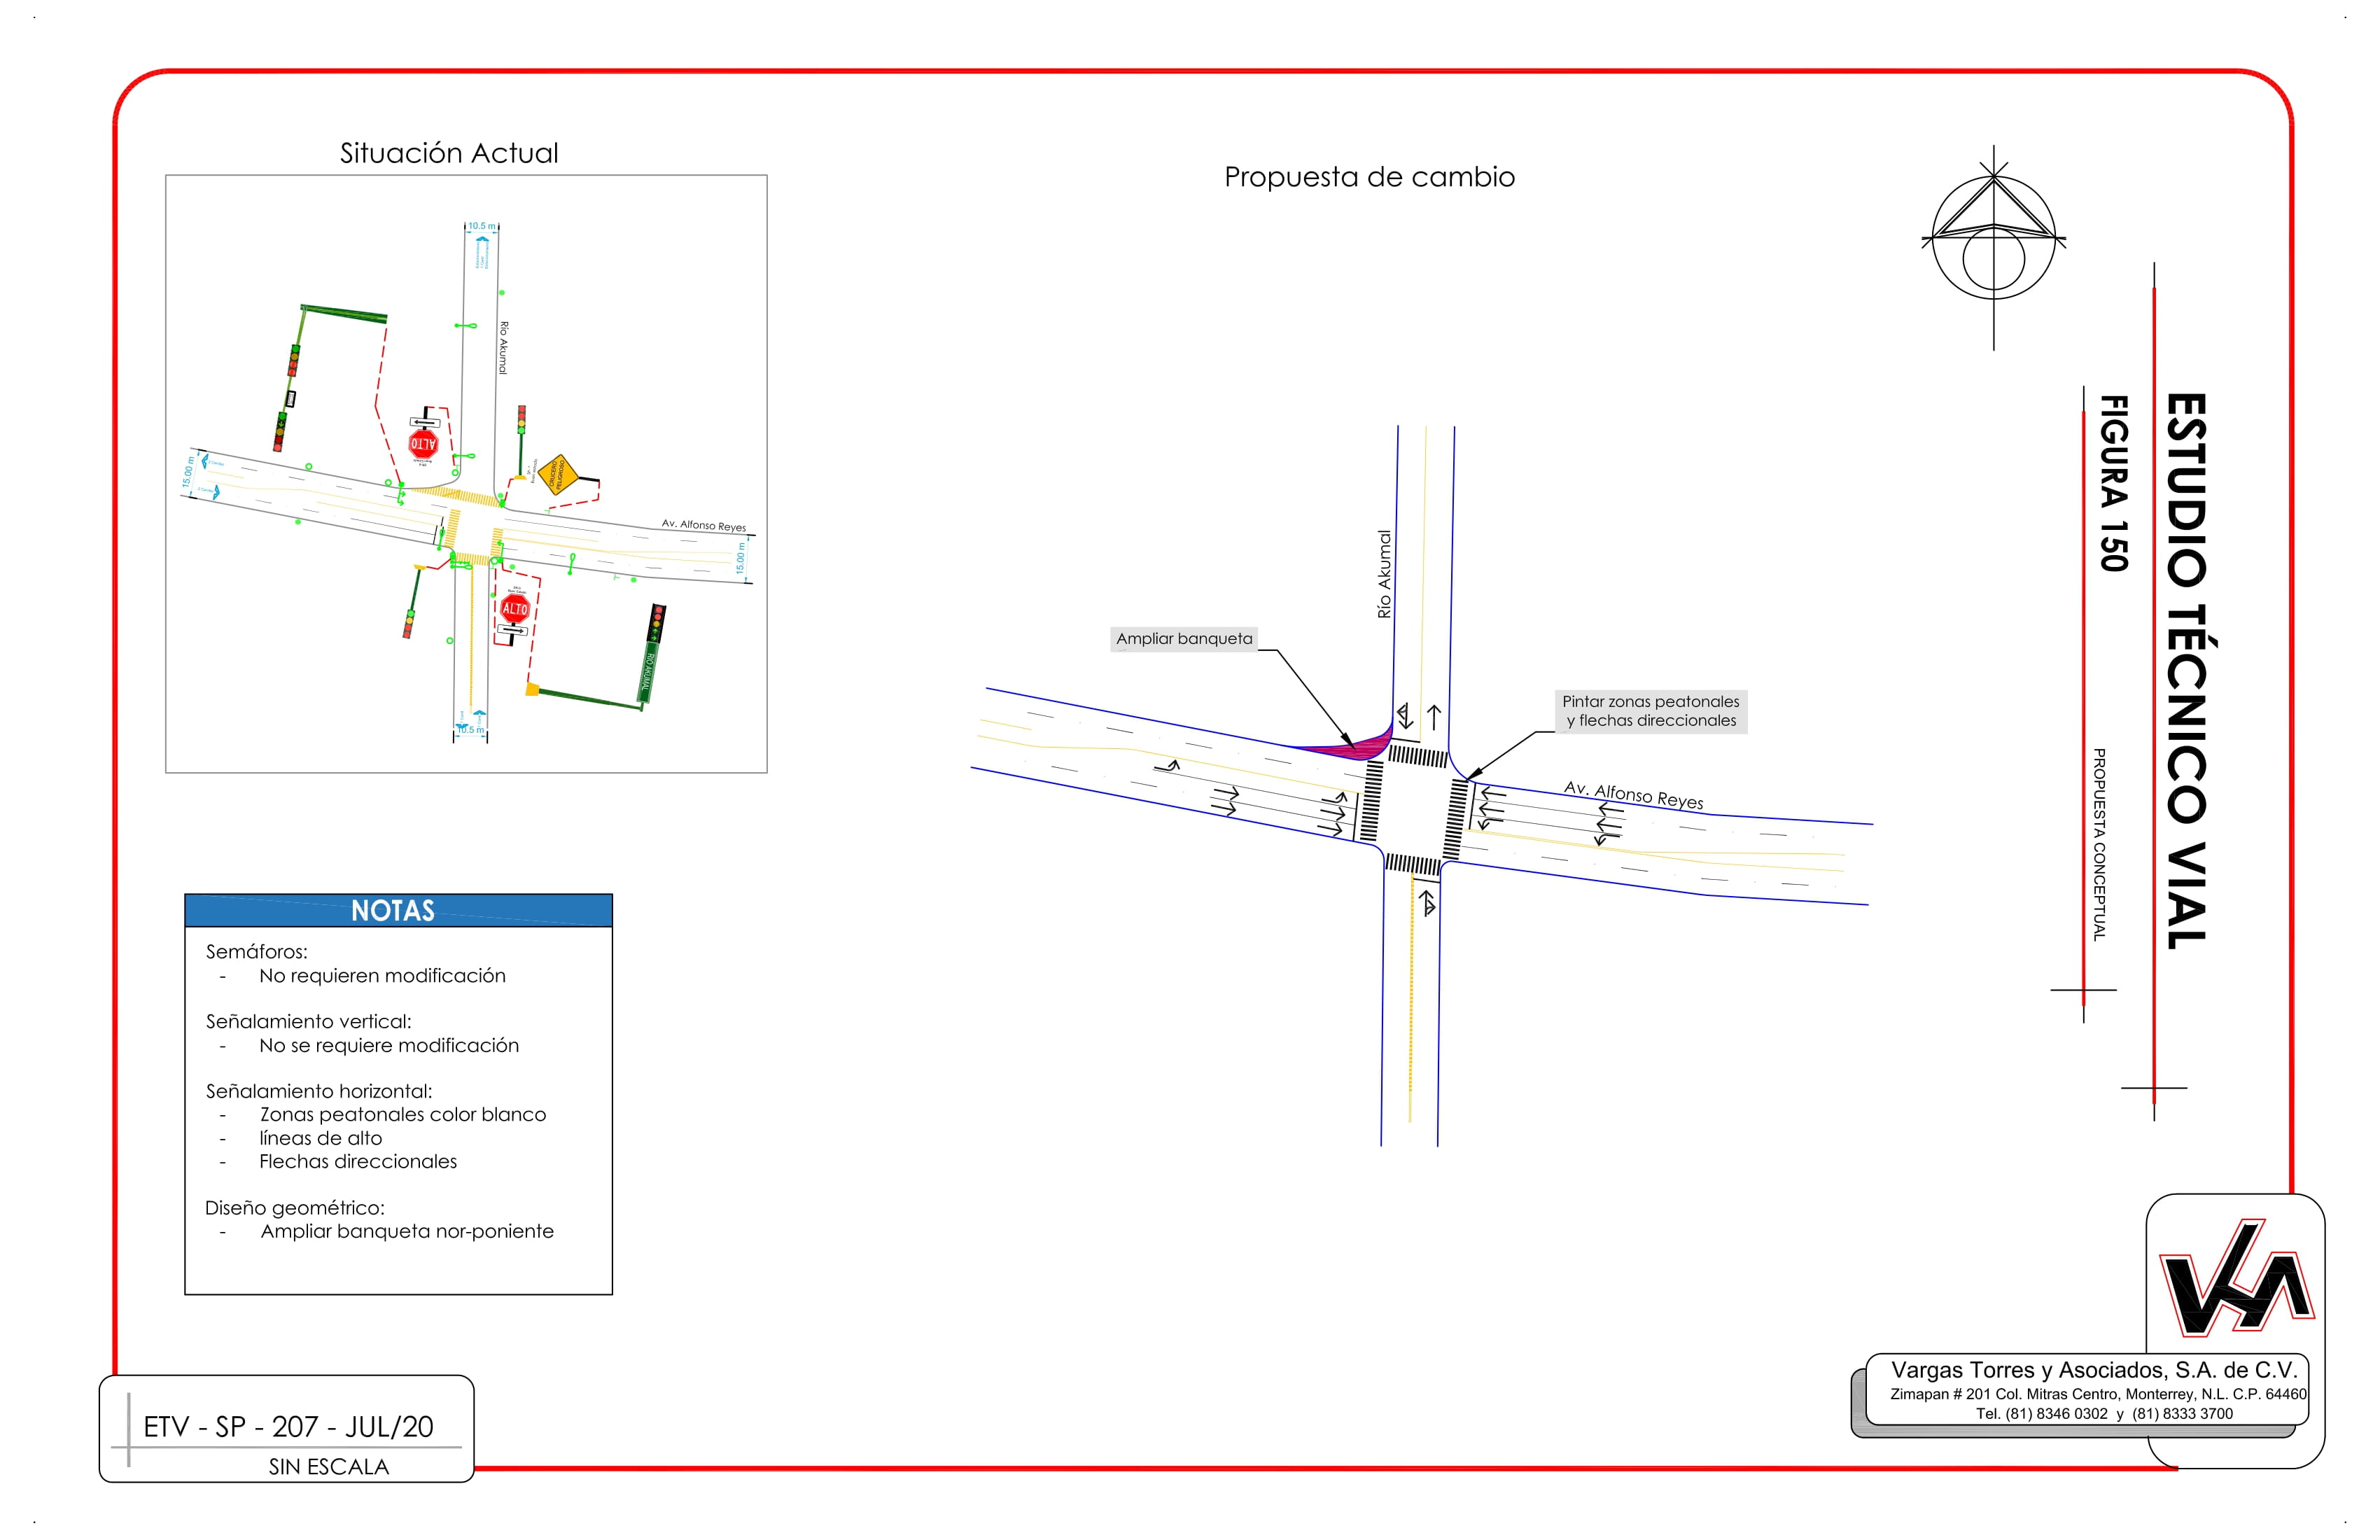 Situación Actual
Propuesta de cambio
10.5 m
Río Akumal
ALTO
CRUCERO
PELIGROSO
15.00 m
Av. Alfonso Reyes
15.00 m
ALTO
RIO AKUMAL
10.5 m
Río Akumal
Ampliar banqueta
Pintar zonas peatonales
y flechas direccionales
Av. Alfonso Reyes
ESTUDIO TÉCNICO VIAL
FIGURA 150
PROPUESTA CONCEPTUAL
NOTAS
Semáforos:
- No requieren modificación
Señalamiento vertical:
- No se requiere modificación
Señalamiento horizontal:
- Zonas peatonales color blanco
- líneas de alto
- Flechas direccionales
Diseño geométrico:
- Ampliar banqueta nor-poniente
ETV - SP - 207 - JUL/20
SIN ESCALA
Vargas Torres y Asociados, S.A. de C.V.
Zimapan # 201 Col. Mitras Centro, Monterrey, N.L. C.P. 64460
Tel. (81) 8346 0302 y (81) 8333 3700